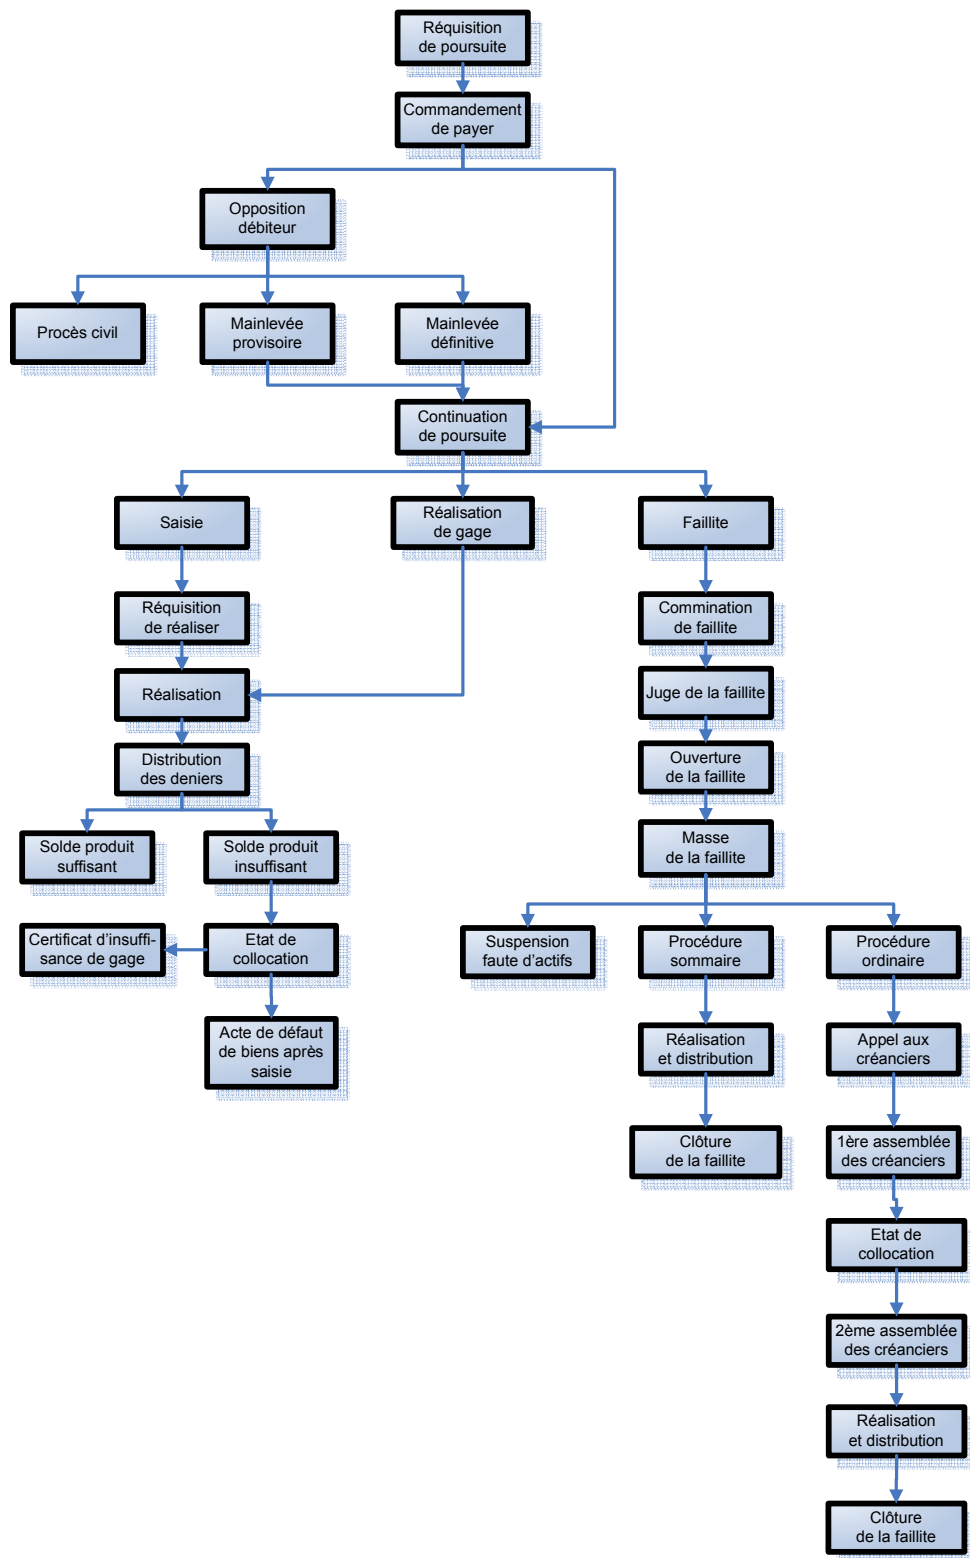 Réquisition
de poursuite
Commandement
de payer
Opposition
débiteur
Procès civil
Mainlevée
provisoire
Mainlevée
définitive
Continuation
de poursuite
Saisie
Réalisation
de gage
Faillite
Réquisition
de réaliser
Commination
de faillite
Réalisation
Juge de la faillite
Distribution
des deniers
Ouverture
de la faillite
Solde produit
suffisant
Solde produit
insuffisant
Masse
de la faillite
Certificat d’insuffi-
sance de gage
Etat de
collocation
Suspension
faute d’actifs
Procédure
sommaire
Procédure
ordinaire
Acte de défaut
de biens après
saisie
Réalisation
et distribution
Appel aux
créanciers
Clôture
de la faillite
1ère assemblée
des créanciers
Etat de
collocation
2ème assemblée
des créanciers
Réalisation
et distribution
Clôture
de la faillite